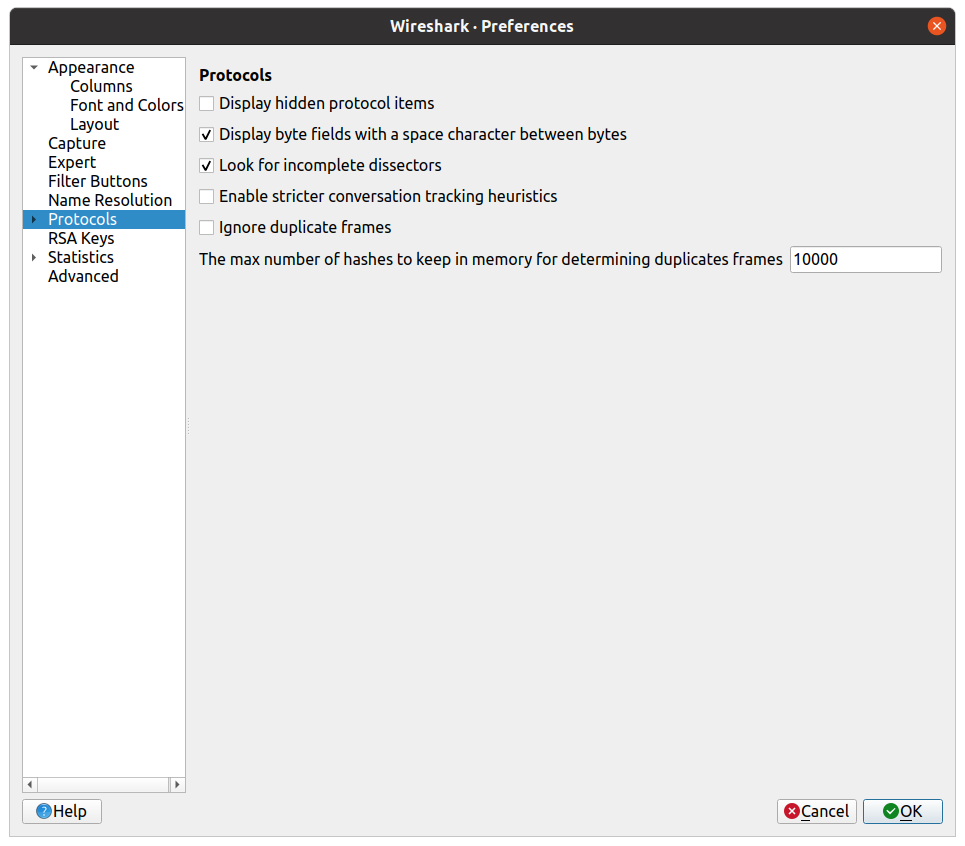 Wireshark · Preferences
Appearance
Columns
Font and Colors
Layout
Capture
Expert
Filter Buttons
Name Resolution
Protocols
RSA Keys
Statistics
Advanced
Protocols
Display hidden protocol items
Display byte fields with a space character between bytes
Look for incomplete dissectors
Enable stricter conversation tracking heuristics
Ignore duplicate frames
The max number of hashes to keep in memory for determining duplicates frames 10000
Help
Cancel
OK